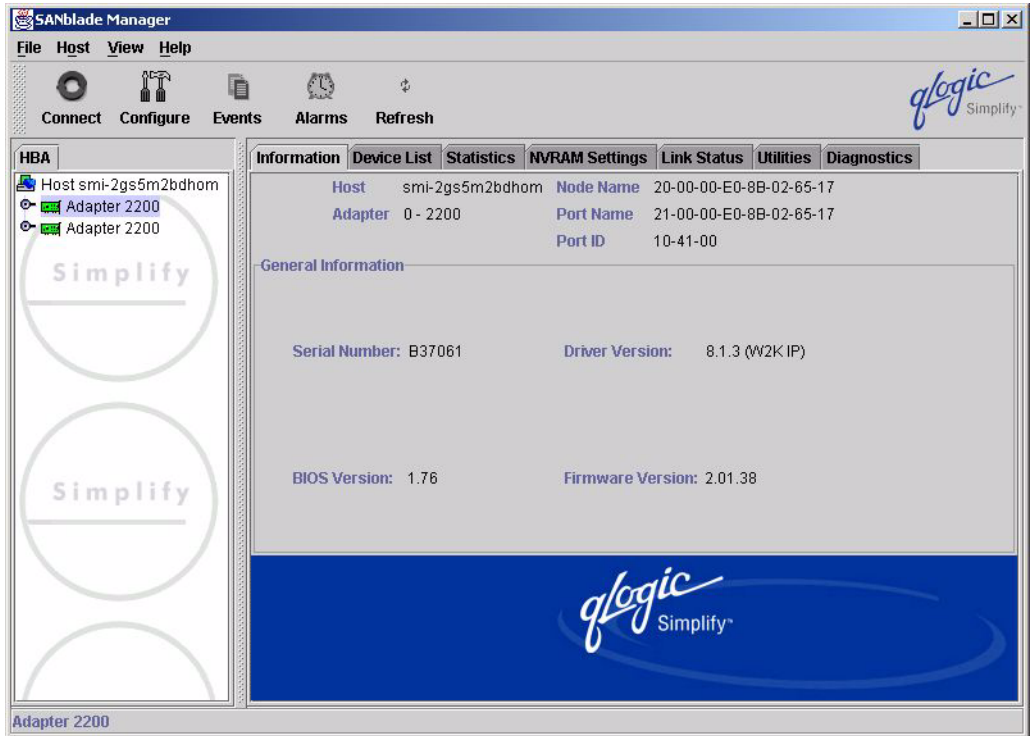 SANblade Manager
File Host View Help
Connect Configure Events Alarms Refresh
qlogic
Simplify™
HBA
Host smi-2gs5m2bdhom
Adapter 2200
Adapter 2200
Simplify
Simplify
Information Device List Statistics NVRAM Settings Link Status Utilities Diagnostics
Host smi-2gs5m2bdhom Node Name 20-00-00-E0-8B-02-65-17
Adapter 0 - 2200 Port Name 21-00-00-E0-8B-02-65-17
Port ID 10-41-00
General Information
Serial Number: B37061 Driver Version: 8.1.3 (W2K IP)
BIOS Version: 1.76 Firmware Version: 2.01.38
qlogic
Simplify™
Adapter 2200